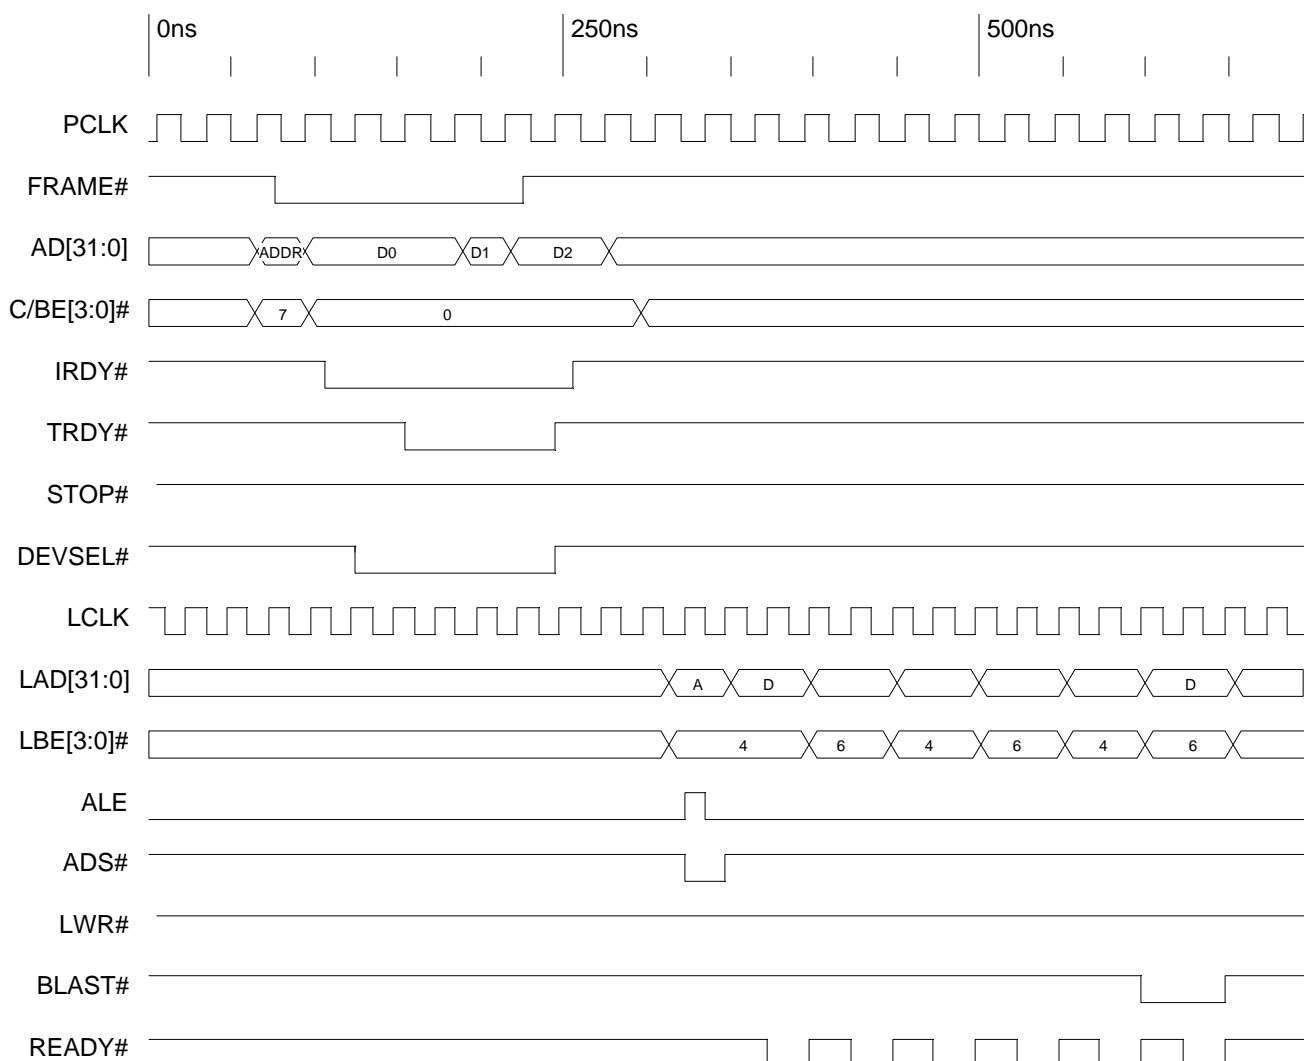 0ns 250ns 500ns
PCLK
FRAME#
AD[31:0] ADDR D0 D1 D2
C/BE[3:0]# 7 0
IRDY#
TRDY#
STOP#
DEVSEL#
LCLK
LAD[31:0] A D D
LBE[3:0]# 4 6 4 6 4 6
ALE
ADS#
LWR#
BLAST#
READY#